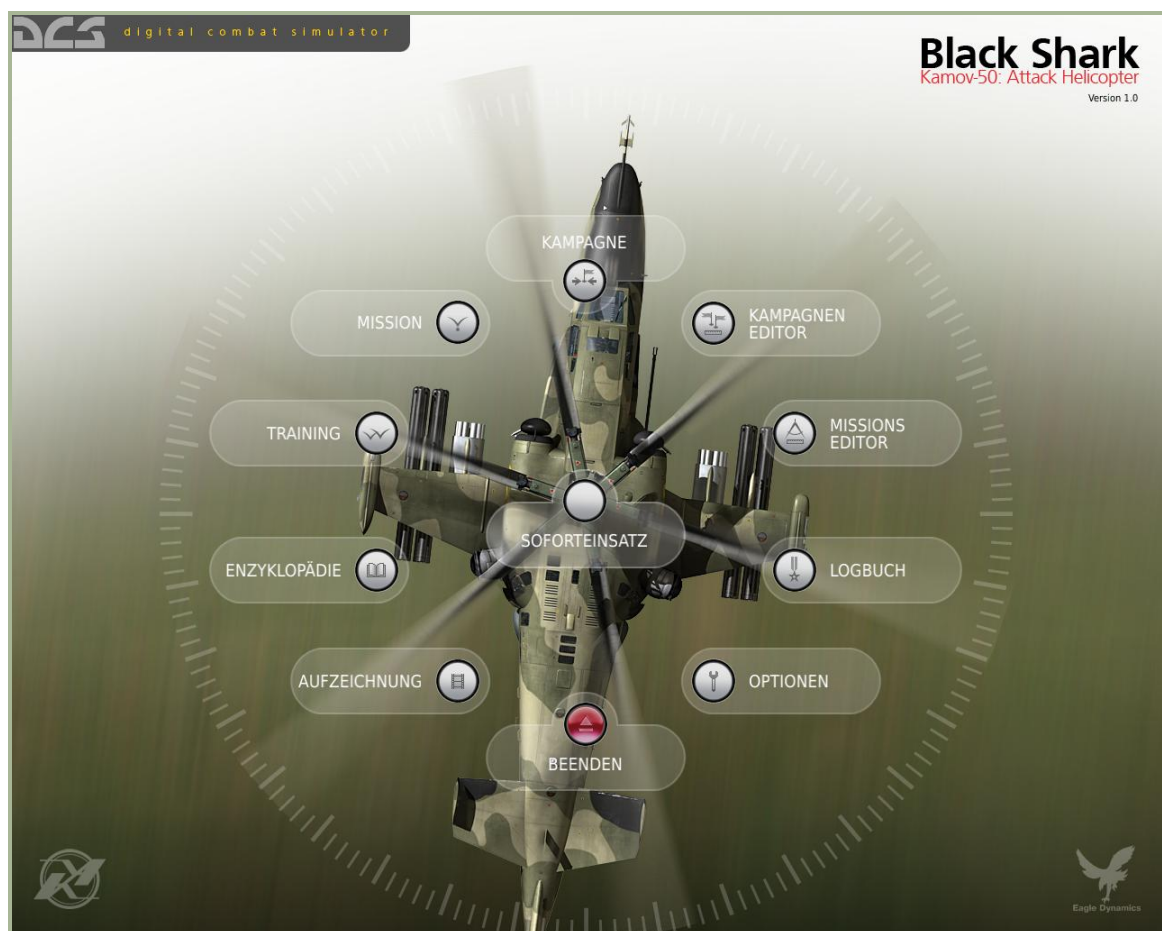 DCS digital combat simulator
Black Shark
Kamov-50: Attack Helicopter
Version 1.0
KAMPAGNE
MISSION
KAMPAGNEN
EDITOR
TRAINING
MISSIONS
EDITOR
SOFORTEINSATZ
ENZYKLOPÄDIE
LOGBUCH
AUFZEICHNUNG
OPTIONEN
BEENDEN
Eagle Dynamics